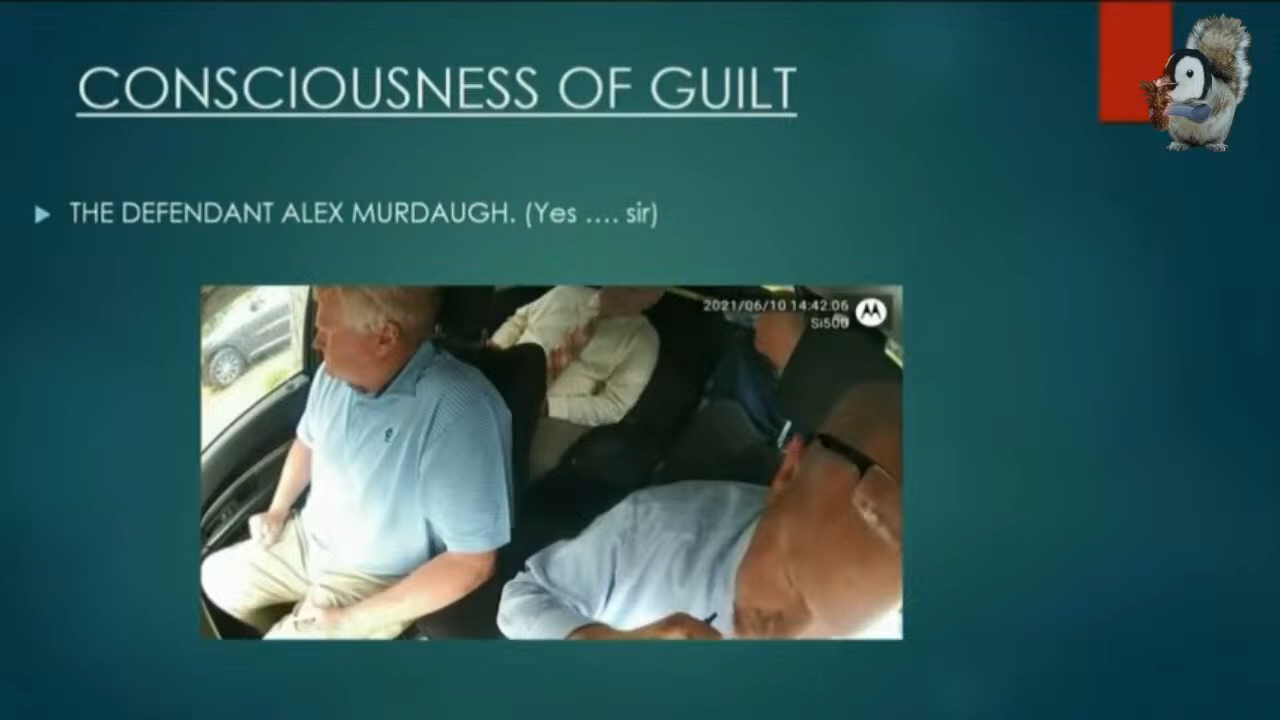 CONSCIOUSNESS OF GUILT
THE DEFENDANT ALEX MURDAUGH. (Yes .... sir)
2021/06/10 14:42:06
Si500